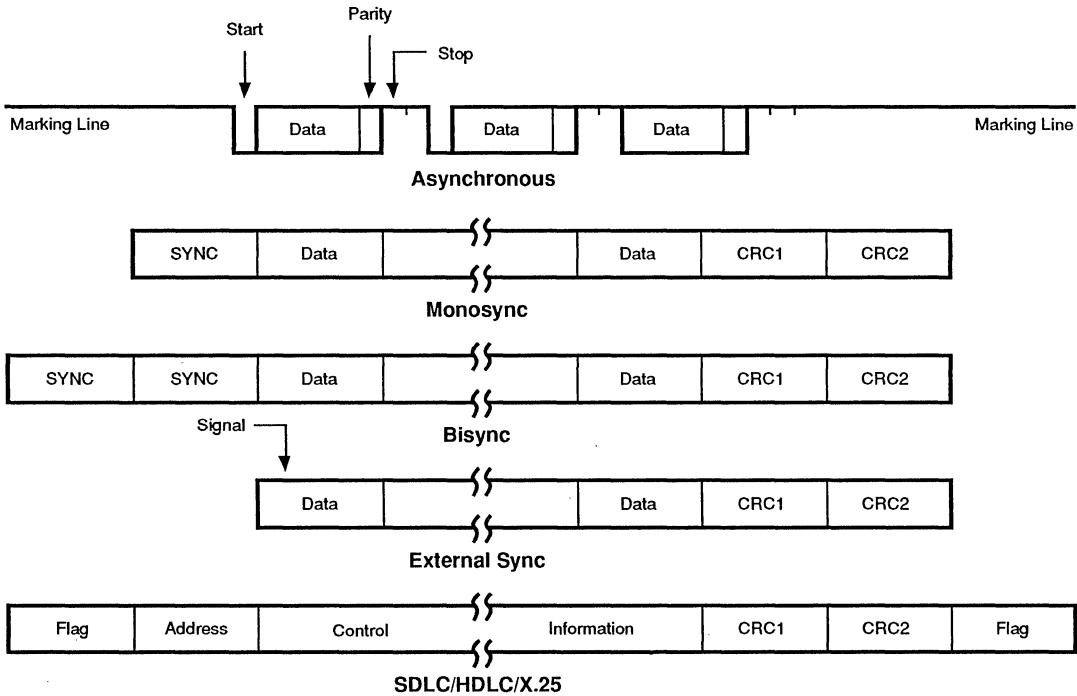 Parity
Start
Stop
Marking Line
Data
Data
Data
Marking Line
Asynchronous
SYNC
Data
Data
CRC1
CRC2
Monosync
SYNC
SYNC
Data
Data
CRC1
CRC2
Signal
Bisync
Data
Data
CRC1
CRC2
External Sync
Flag
Address
Control
Information
CRC1
CRC2
Flag
SDLC/HDLC/X.25